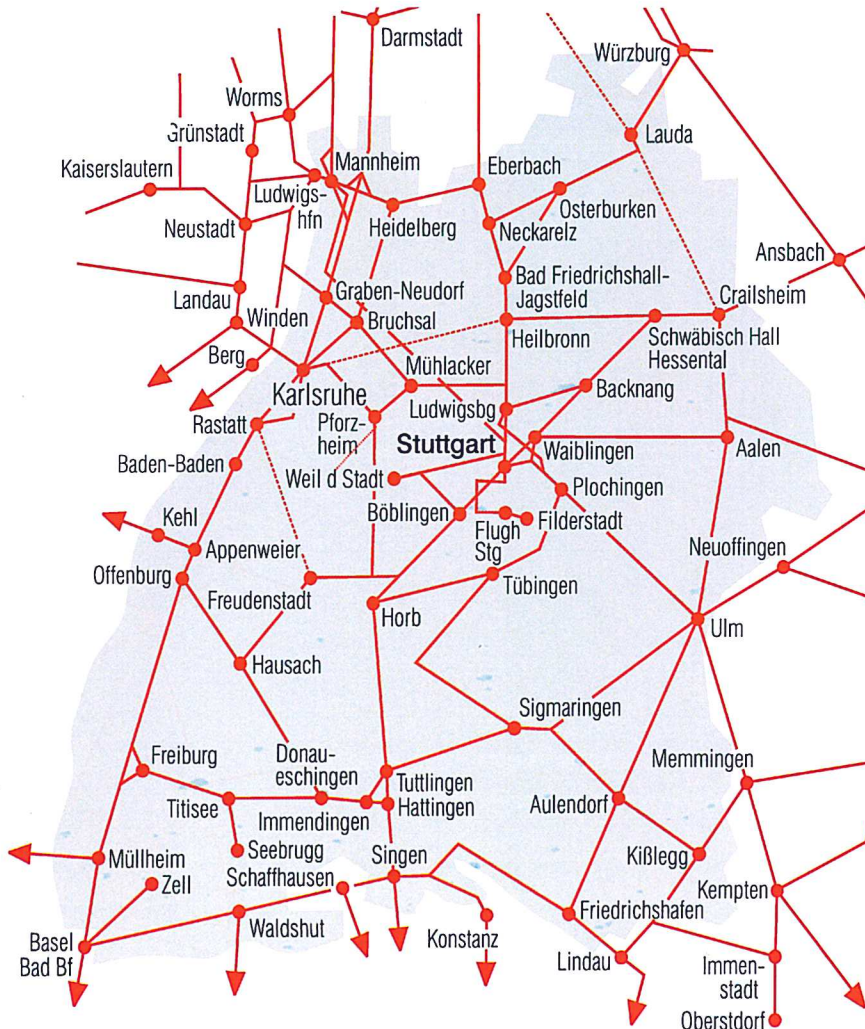 Darmstadt
Würzburg
Worms
Grünstadt
Lauda
Kaiserlautern
Mannheim
Eberbach
Ludwigs-
hfn
Osterburken
Neustadt
Heidelberg
Neckarelz
Ansbach
Bad Friedrichshall-
Jagstfeld
Landau
Graben-Neudorf
Crailsheim
Winden
Bruchsal
Heilbronn
Schwäbisch Hall
Hessental
Berg
Mühlacker
Karlsruhe
Backnang
Rastatt
Pforz-
heim
Ludwigsbg
Stuttgart
Waiblingen
Aalen
Baden-Baden
Weil d Stadt
Plochingen
Kehl
Böblingen
Flugh
Stg
Filderstadt
Appenweier
Neuoffingen
Offenburg
Freudenstadt
Tübingen
Horb
Ulm
Hausach
Sigmaringen
Freiburg
Donau-
eschingen
Memmingen
Tuttlingen
Titisee
Immendingen
Hattingen
Aulendorf
Müllheim
Seebrugg
Singen
Kißlegg
Zell
Schaffhausen
Kempten
Waldshut
Konstanz
Friedrichshafen
Basel
Bad Bf
Lindau
Immen-
stadt
Oberstdorf